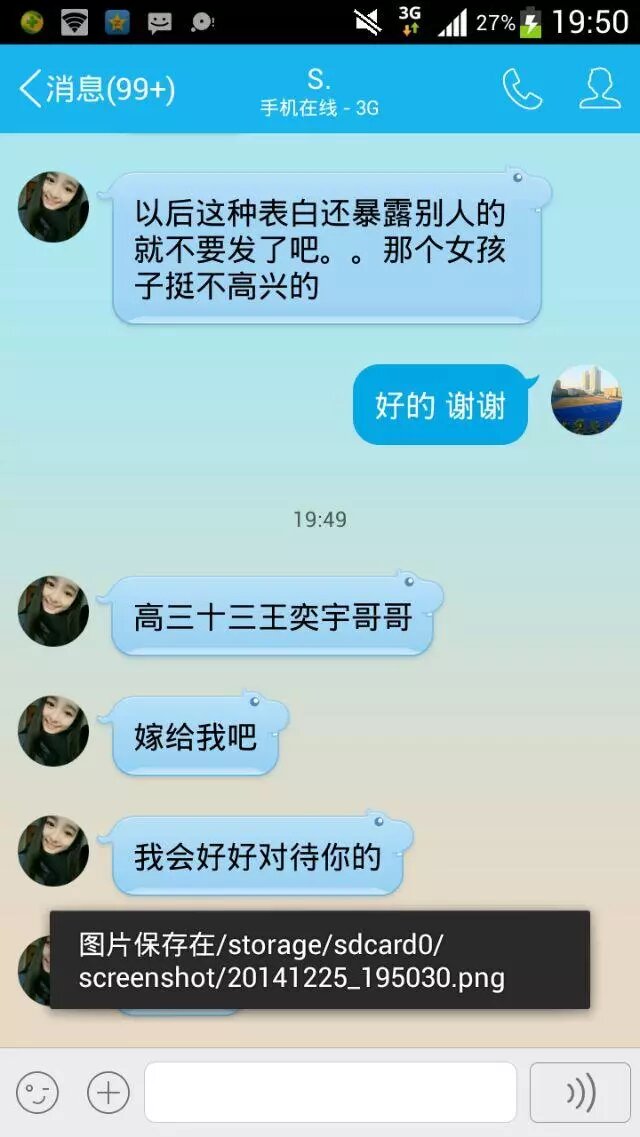 3G
27%
19:50
消息(99+)
S.
手机在线 - 3G
以后这种表白还暴露别人的
就不要发了吧。。那个女孩
子挺不高兴的
好的 谢谢
19:49
高三十三王奕宇哥哥
嫁给我吧
我会好好对待你的
图片保存在/storage/sdcard0/
screenshot/20141225_195030.png